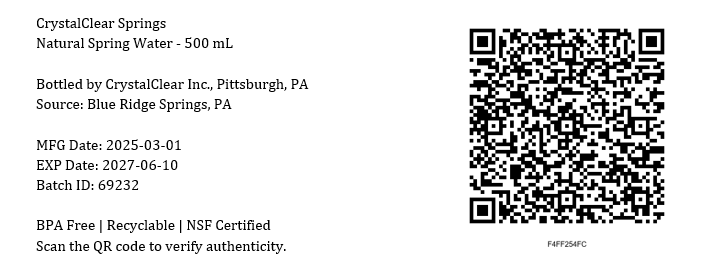 CrystalClear Springs
Natural Spring Water - 500 mL
Bottled by CrystalClear Inc., Pittsburgh, PA
Source: Blue Ridge Springs, PA
MFG Date: 2025-03-01
EXP Date: 2027-06-10
Batch ID: 69232
BPA Free | Recyclable | NSF Certified
Scan the QR code to verify authenticity.
F4FF254FC